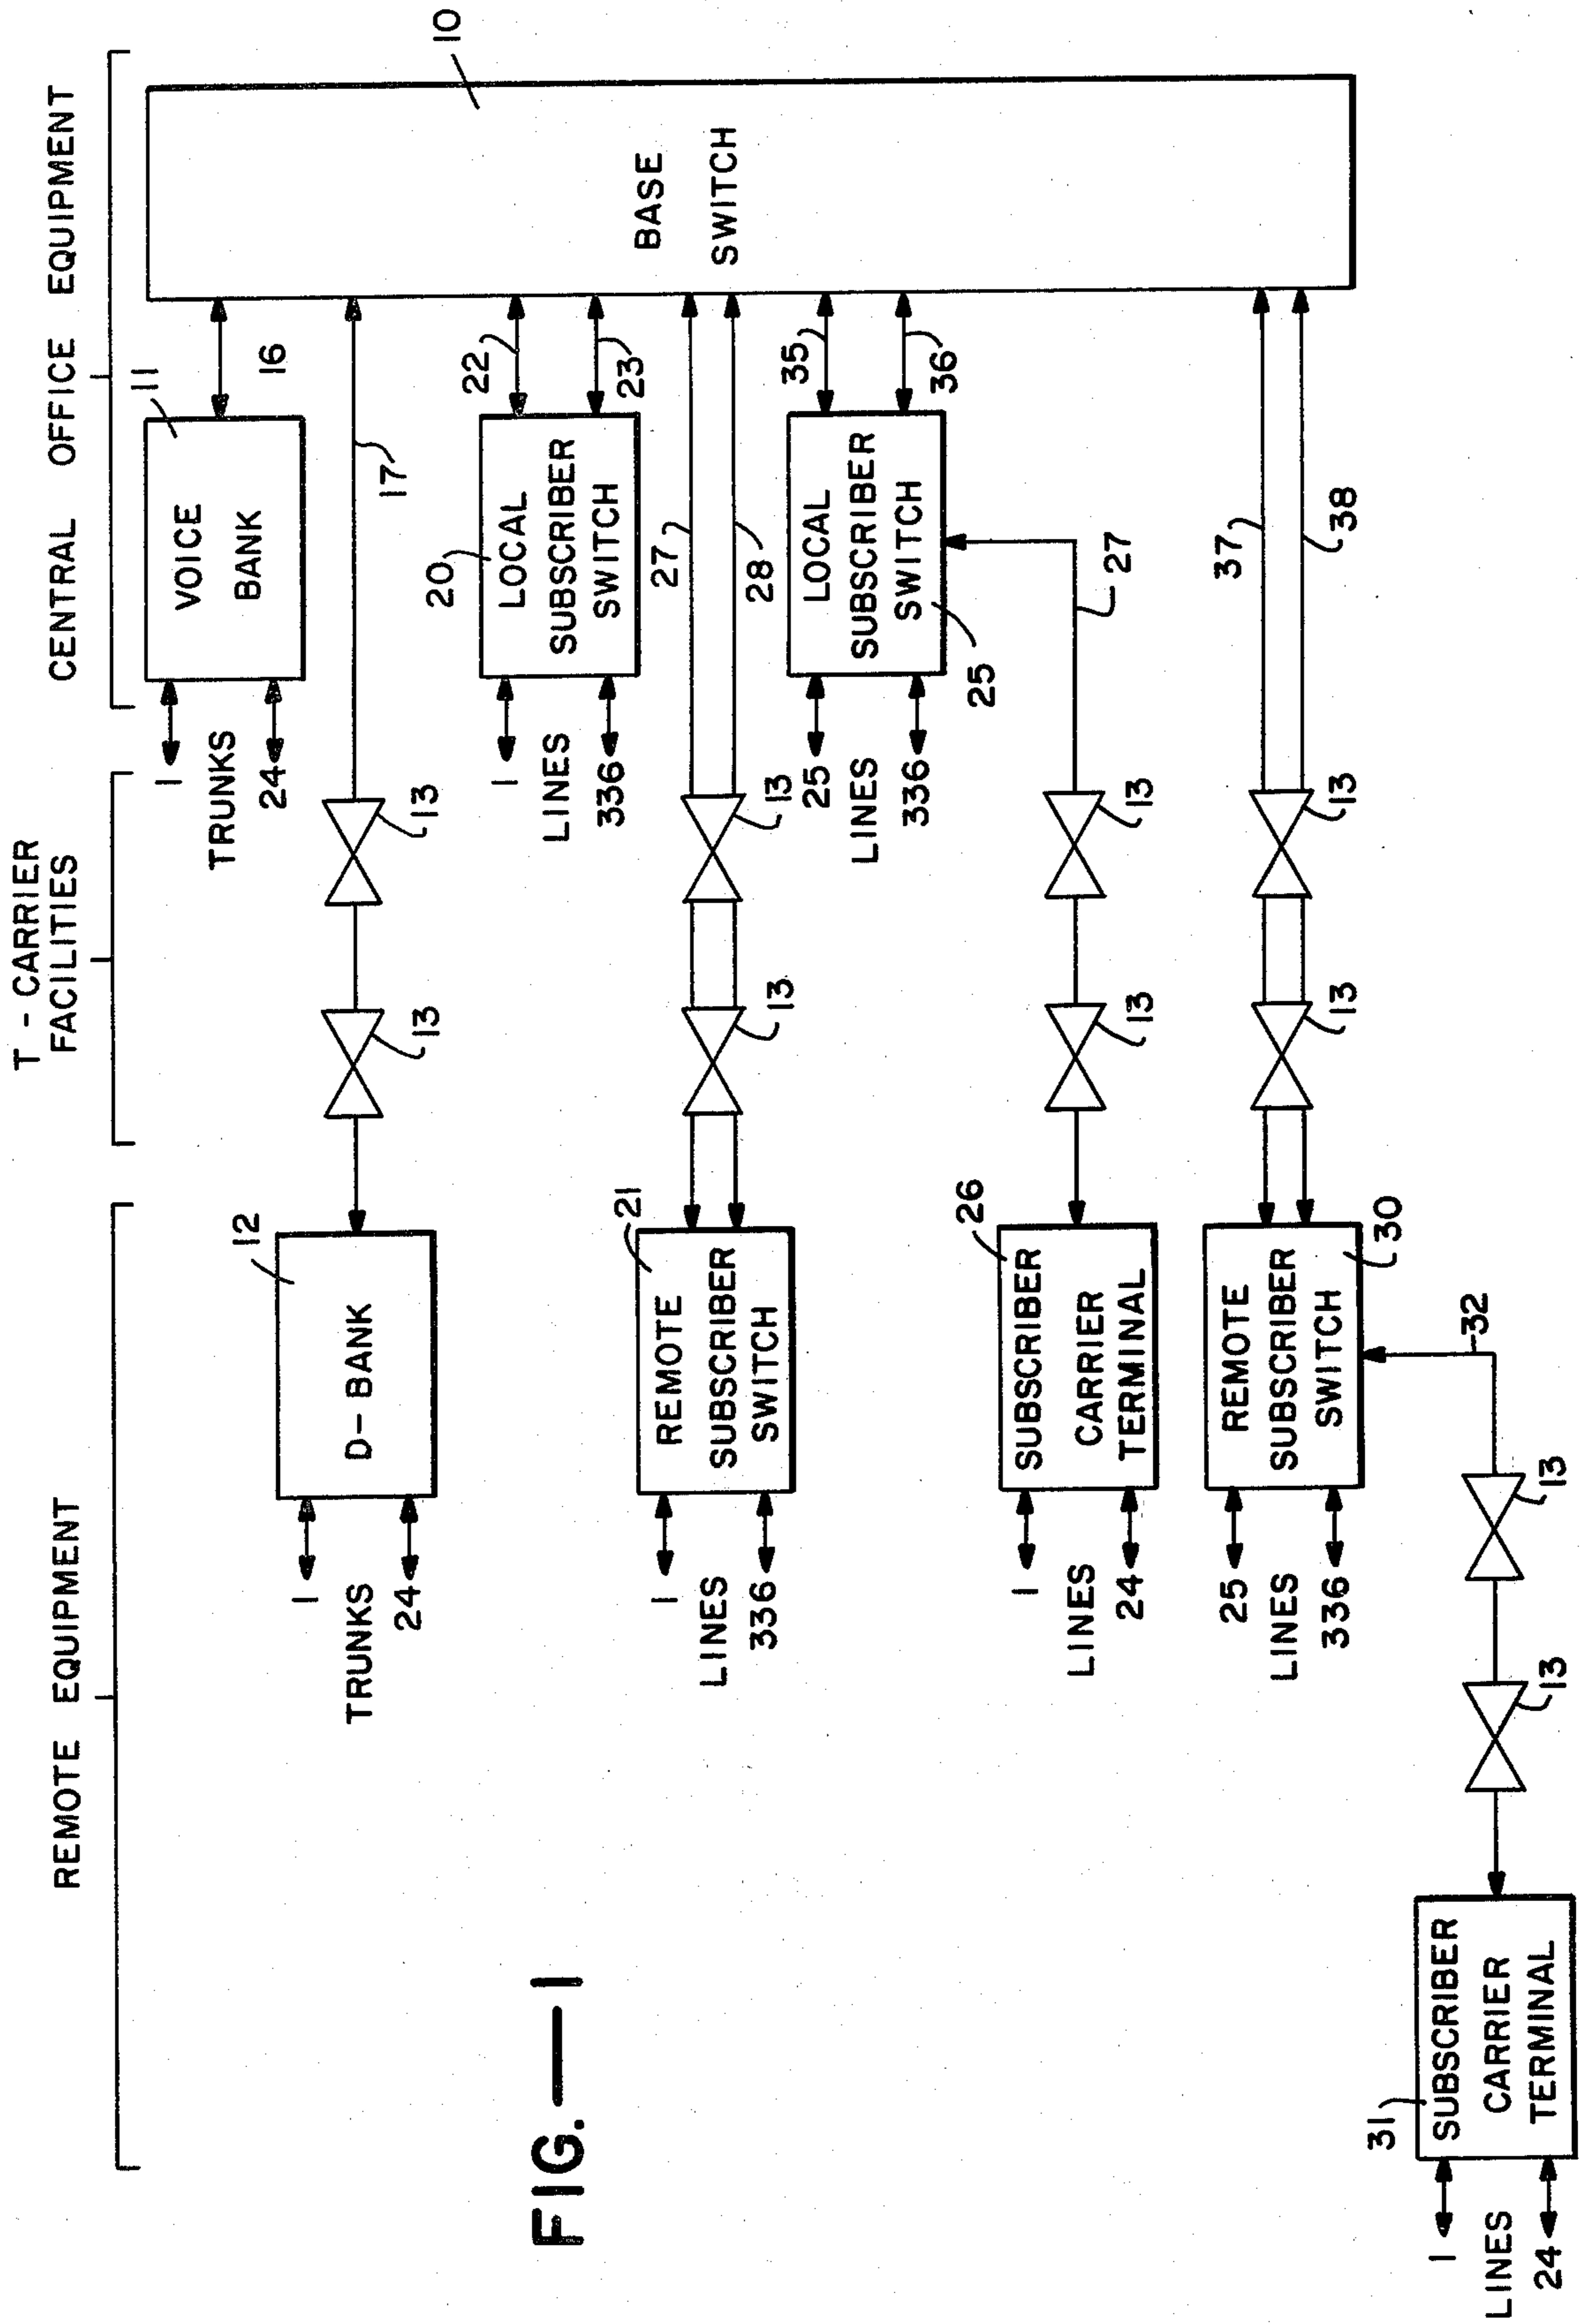 REMOTE EQUIPMENT
T-CARRIER
FACILITIES
CENTRAL OFFICE EQUIPMENT
10
BASE
SWITCH
11
VOICE
BANK
16
1
TRUNKS
24
12
D-BANK
1
TRUNKS
24
13
13
17
20
LOCAL
SUBSCRIBER
SWITCH
22
23
1
LINES
336
21
REMOTE
SUBSCRIBER
SWITCH
1
LINES
336
13
13
27
28
LOCAL
SUBSCRIBER
SWITCH
25
35
36
25
LINES
336
26
SUBSCRIBER
CARRIER
TERMINAL
1
LINES
24
13
13
27
REMOTE
SUBSCRIBER
SWITCH
30
25
LINES
336
13
13
37
38
31
SUBSCRIBER
CARRIER
TERMINAL
1
LINES
24
13
13
32
FIG.—1